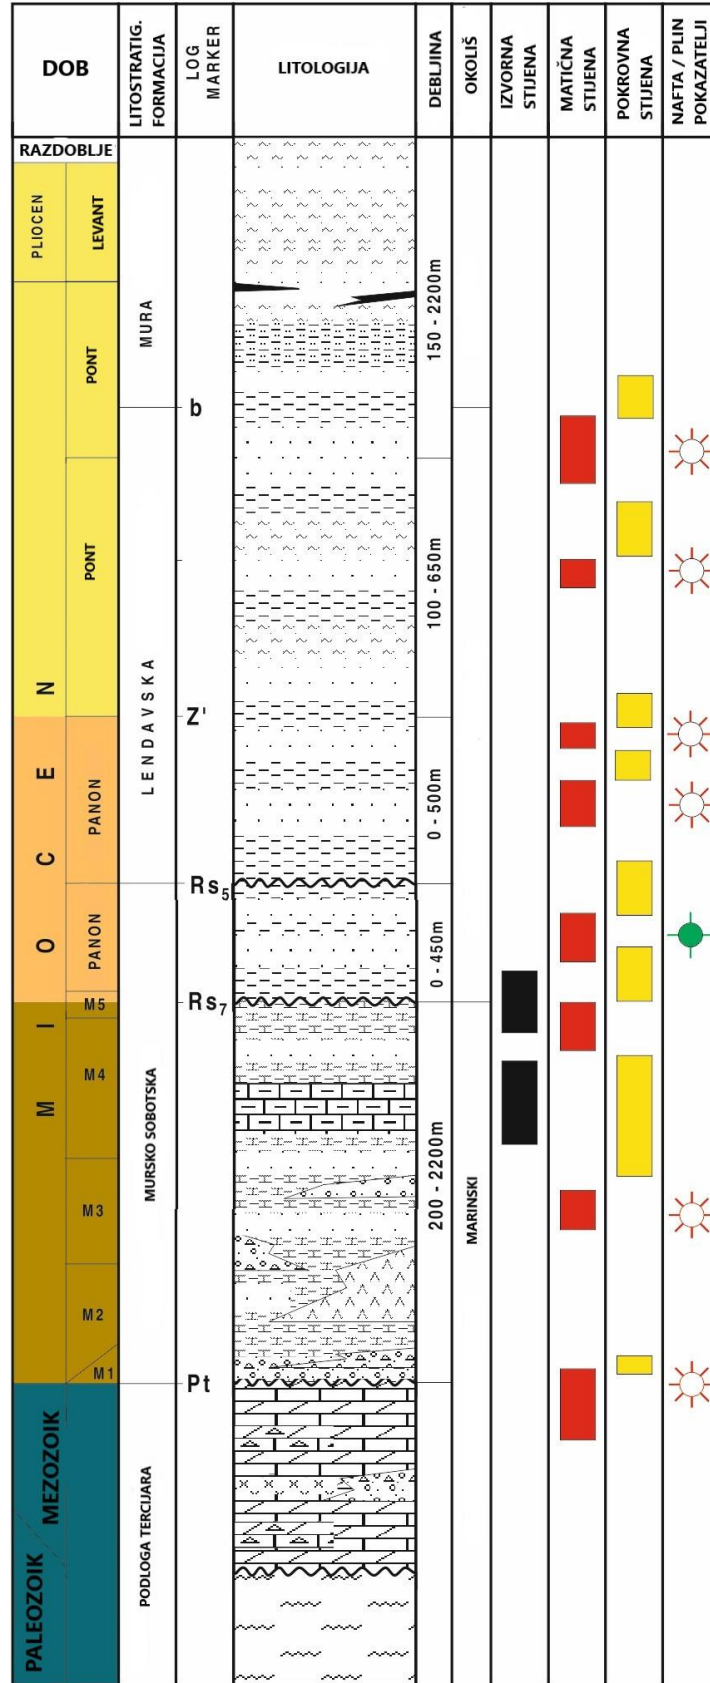 DOB
LITOSTRATIG.
FORMACIJA
LOG
MARKER
LITOLOGIJA
DEBLJINA
OKOLIŠ
IZVORNA
STIJENA
MATIČNA
STIJENA
POKROVNA
STIJENA
NAFTA / PLIN
POKAZATELJI
RAZDOBLJE
PLIOCEN
LEVANT
MIOCEN
PONT
PONT
PANON
PANON
M5
M4
M3
M2
M1
MEZOZOIK
PALEOZOIK
MURA
LENDAVSKA
MURSKO SOBOTSKA
PODLOGA TERCIJARA
b
Z'
Rs5
Rs7
Pt
150 - 2200m
100 - 650m
0 - 500m
0 - 450m
200 - 2200m
MARINSKI